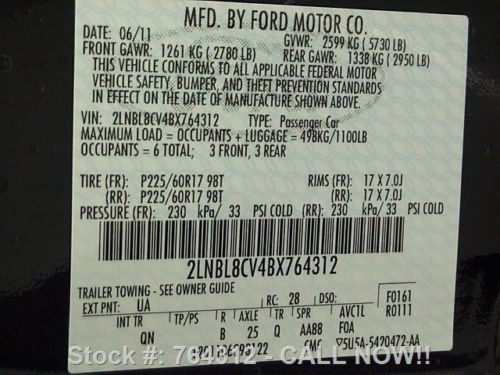 MFD. BY FORD MOTOR CO.
DATE: 06/11 GVWR: 2599 KG (5730 LB)
FRONT GAWR: 1261 KG (2780 LB) REAR GAWR: 1338 KG (2950 LB)
THIS VEHICLE CONFORMS TO ALL APPLICABLE FEDERAL MOTOR
VEHICLE SAFETY, BUMPER, AND THEFT PREVENTION STANDARDS
IN EFFECT ON THE DATE OF MANUFACTURE SHOWN ABOVE.
VIN: 2LNBL8CV4BX764312 TYPE: Passenger Car
MAXIMUM LOAD = OCCUPANTS + LUGGAGE = 498KG/1100LB
OCCUPANTS = 6 TOTAL; 3 FRONT, 3 REAR
TIRE (FR): P225/60R17 98T RIMS (FR): 17 X 7.0J
TIRE (RR): P225/60R17 98T RIMS (RR): 17 X 7.0J
PRESSURE (FR): 230 kPa/ 33 PSI COLD (RR): 230 kPa/ 33 PSI COLD
2LNBL8CV4BX764312
TRAILER TOWING - SEE OWNER GUIDE
EXT PNT: UA RC: 28 DSO: F0161
INT TR TP/PS R AXLE TR SPR AVC1L R0111
QN B 25 Q AA88 F0A
CMC 5U5A-5420472-AA
Stock #: 764312 - CALL NOW!!